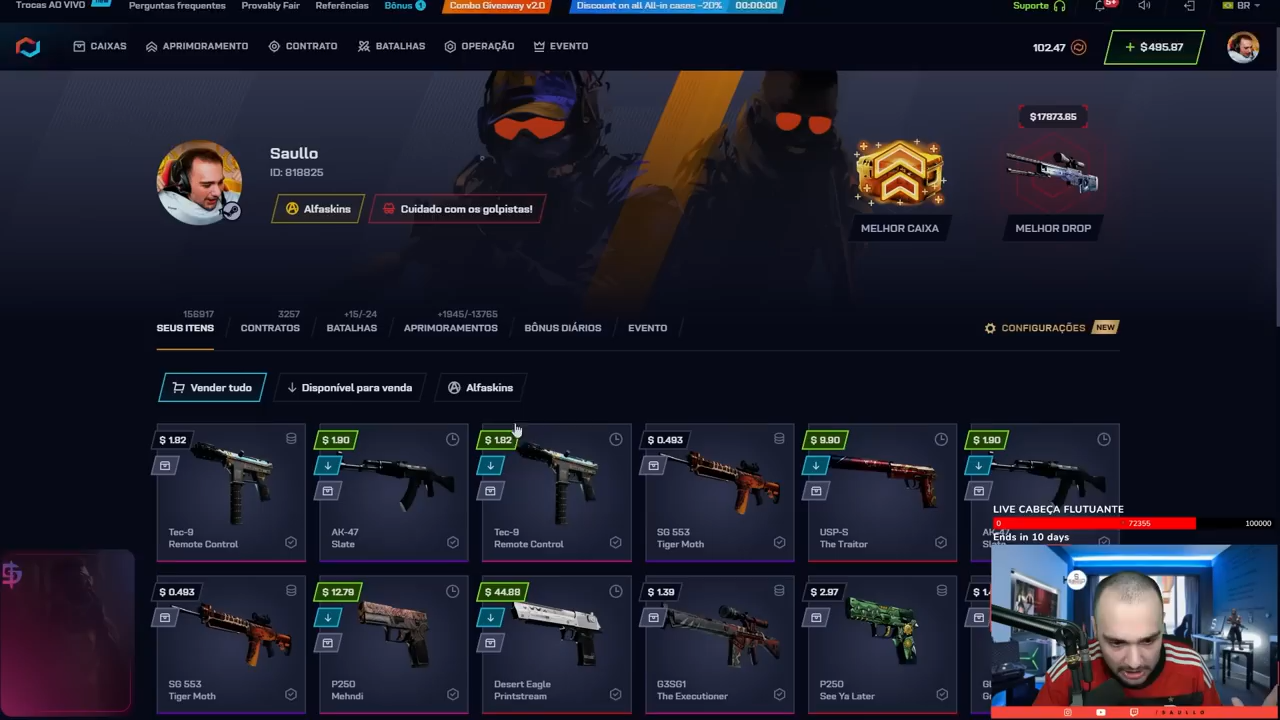 Trocas AO VIVO new Perguntas frequentes Provably Fair Referências Bônus 1 Combo Giveaway v2.0 Discount on all All-in cases −20% 00:00:00 Suporte 5+ BR
CAIXAS APRIMORAMENTO CONTRATO BATALHAS OPERAÇÃO EVENTO 102.47 + $495.87
$17873.65
Saullo
ID: 818825
Alfaskins Cuidado com os golpistas!
MELHOR CAIXA MELHOR DROP
156917 3257 +15/-24 +1945/-13765
SEUS ITENS CONTRATOS BATALHAS APRIMORAMENTOS BÔNUS DIÁRIOS EVENTO CONFIGURAÇÕES NEW
Vender tudo Disponível para venda Alfaskins
$ 1.82 $ 1.90 $ 1.82 $ 0.493 $ 9.90 $ 1.90
Tec-9 AK-47 Tec-9 SG 553 USP-S
Remote Control Slate Remote Control Tiger Moth The Traitor
LIVE CABEÇA FLUTUANTE
0 72355 100000
Ends in 10 days
$ 0.493 $ 12.79 $ 44.88 $ 1.39 $ 2.97
SG 553 P250 Desert Eagle G3SG1 P250
Tiger Moth Mehndi Printstream The Executioner See Ya Later
/SAULLO